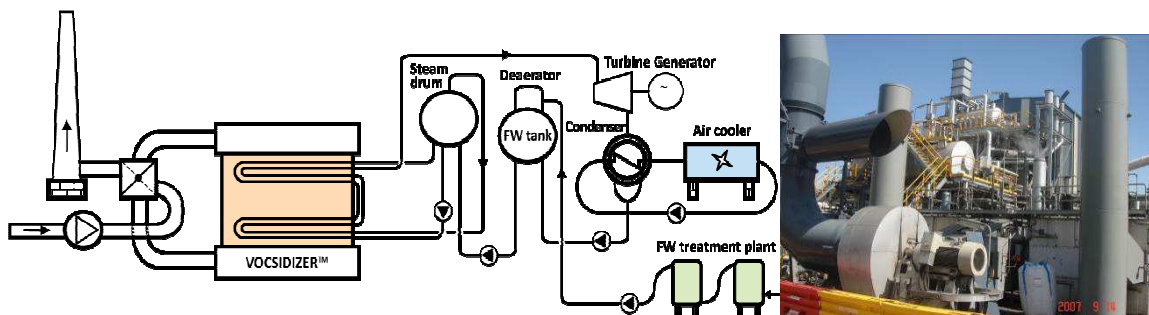 Steam
drum
Deaerator
Turbine Generator
~
FW tank
Condenser
Air cooler
FW treatment plant
VOCSIDIZER™
2007 9 14